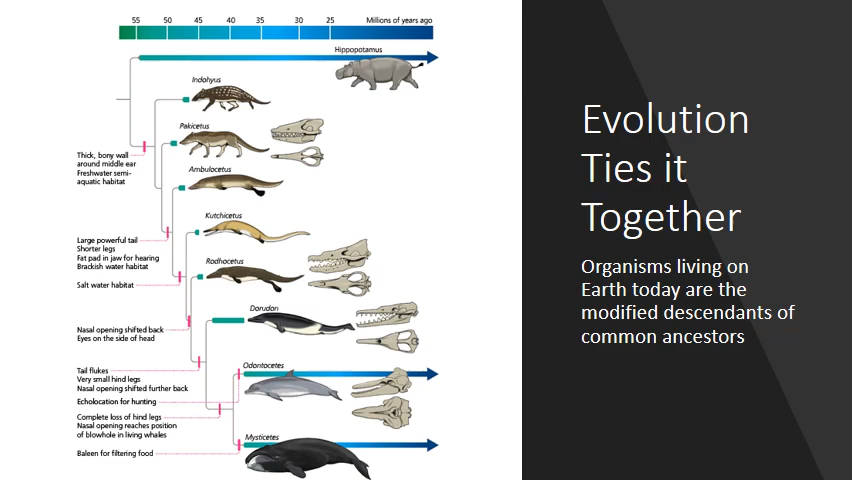 55 50 45 40 35 30 25 Millions of years ago
Hippopotamus
Indohyus
Pakicetus
Thick, bony wall
around middle ear
Freshwater semi-
aquatic habitat
Ambulocetus
Kutchicetus
Large powerful tail
Shorter legs
Fat pad in jaw for hearing
Brackish water habitat
Rodhocetus
Salt water habitat
Dorudon
Nasal opening shifted back
Eyes on the side of head
Odontocetes
Tail flukes
Very small hind legs
Nasal opening shifted further back
Echolocation for hunting
Complete loss of hind legs
Nasal opening reaches position
of blowhole in living whales
Mysticetes
Baleen for filtering food
Evolution
Ties it
Together
Organisms living on
Earth today are the
modified descendants of
common ancestors